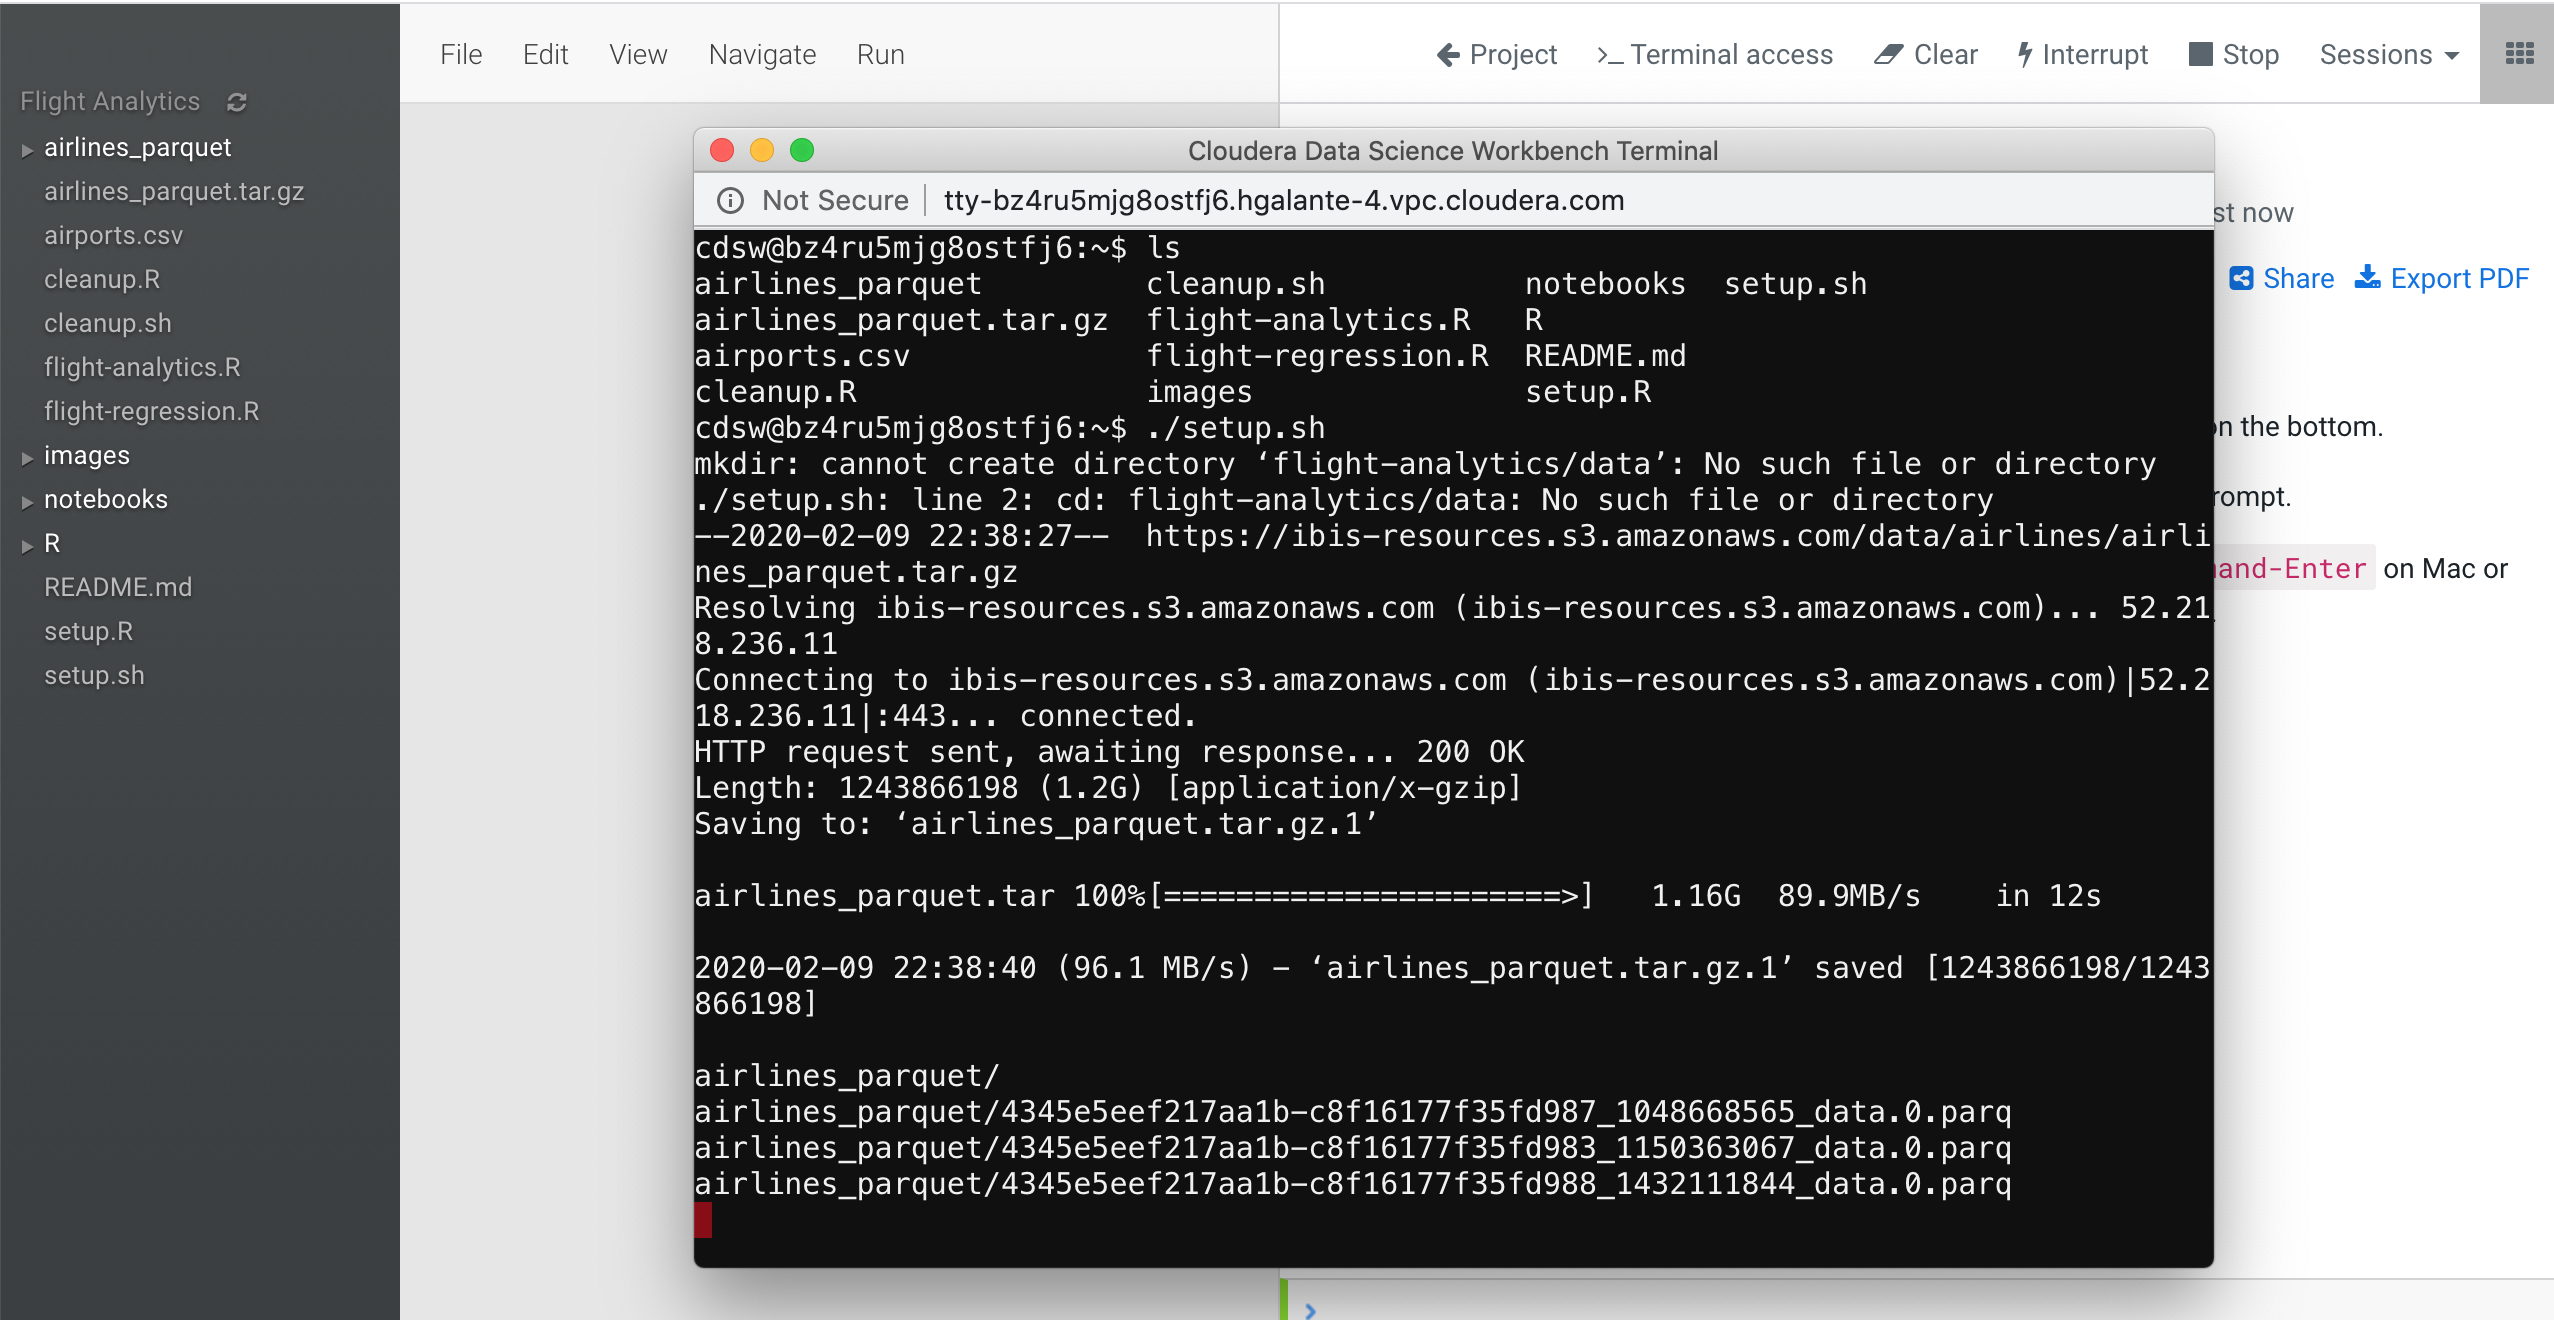 File Edit View Navigate Run
Project >_ Terminal access Clear Interrupt Stop Sessions
Flight Analytics
airlines_parquet
airlines_parquet.tar.gz
airports.csv
cleanup.R
cleanup.sh
flight-analytics.R
flight-regression.R
images
notebooks
R
README.md
setup.R
setup.sh
Cloudera Data Science Workbench Terminal
Not Secure | tty-bz4ru5mjg8ostfj6.hgalante-4.vpc.cloudera.com
cdsw@bz4ru5mjg8ostfj6:~$ ls
airlines_parquet cleanup.sh notebooks setup.sh
airlines_parquet.tar.gz flight-analytics.R R
airports.csv flight-regression.R README.md
cleanup.R images setup.R
cdsw@bz4ru5mjg8ostfj6:~$ ./setup.sh
mkdir: cannot create directory ‘flight-analytics/data’: No such file or directory
./setup.sh: line 2: cd: flight-analytics/data: No such file or directory
--2020-02-09 22:38:27-- https://ibis-resources.s3.amazonaws.com/data/airlines/airli
nes_parquet.tar.gz
Resolving ibis-resources.s3.amazonaws.com (ibis-resources.s3.amazonaws.com)... 52.21
8.236.11
Connecting to ibis-resources.s3.amazonaws.com (ibis-resources.s3.amazonaws.com)|52.2
18.236.11|:443... connected.
HTTP request sent, awaiting response... 200 OK
Length: 1243866198 (1.2G) [application/x-gzip]
Saving to: ‘airlines_parquet.tar.gz.1’
airlines_parquet.tar 100%[======================>] 1.16G 89.9MB/s in 12s
2020-02-09 22:38:40 (96.1 MB/s) - ‘airlines_parquet.tar.gz.1’ saved [1243866198/1243
866198]
airlines_parquet/
airlines_parquet/4345e5eef217aa1b-c8f16177f35fd987_1048668565_data.0.parq
airlines_parquet/4345e5eef217aa1b-c8f16177f35fd983_1150363067_data.0.parq
airlines_parquet/4345e5eef217aa1b-c8f16177f35fd988_1432111844_data.0.parq
st now
Share Export PDF
on the bottom.
rompt.
and-Enter on Mac or